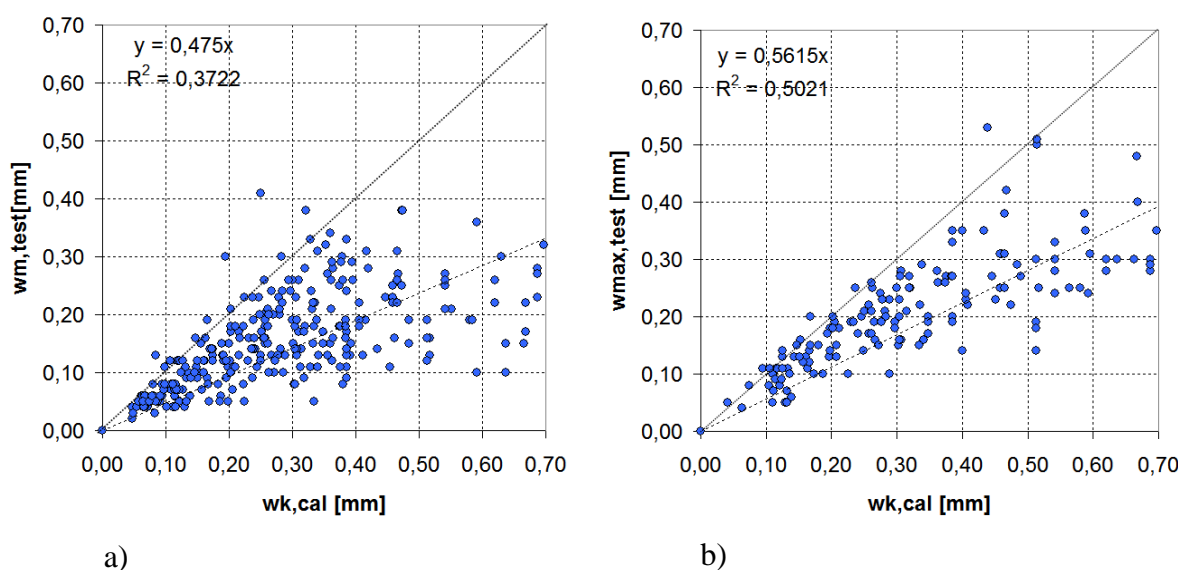 0,70
0,60
0,50
0,40
0,30
0,20
0,10
0,00
wm,test[mm]
y = 0,475x
R² = 0,3722
0,00 0,10 0,20 0,30 0,40 0,50 0,60 0,70
wk,cal [mm]
a)
0,70
0,60
0,50
0,40
0,30
0,20
0,10
0,00
wmax,test [mm]
y = 0,5615x
R² = 0,5021
0,00 0,10 0,20 0,30 0,40 0,50 0,60 0,70
wk,cal [mm]
b)